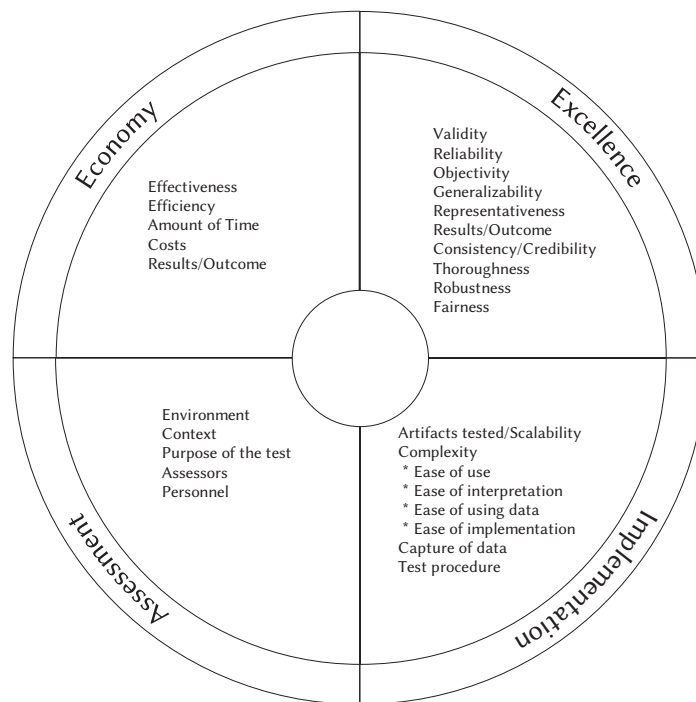 Economy
Effectiveness
Efficiency
Amount of Time
Costs
Results/Outcome
Excellence
Validity
Reliability
Objectivity
Generalizability
Representativeness
Results/Outcome
Consistency/Credibility
Thoroughness
Robustness
Fairness
Assessment
Environment
Context
Purpose of the test
Assessors
Personnel
Implementation
Artifacts tested/Scalability
Complexity
* Ease of use
* Ease of interpretation
* Ease of using data
* Ease of implementation
Capture of data
Test procedure